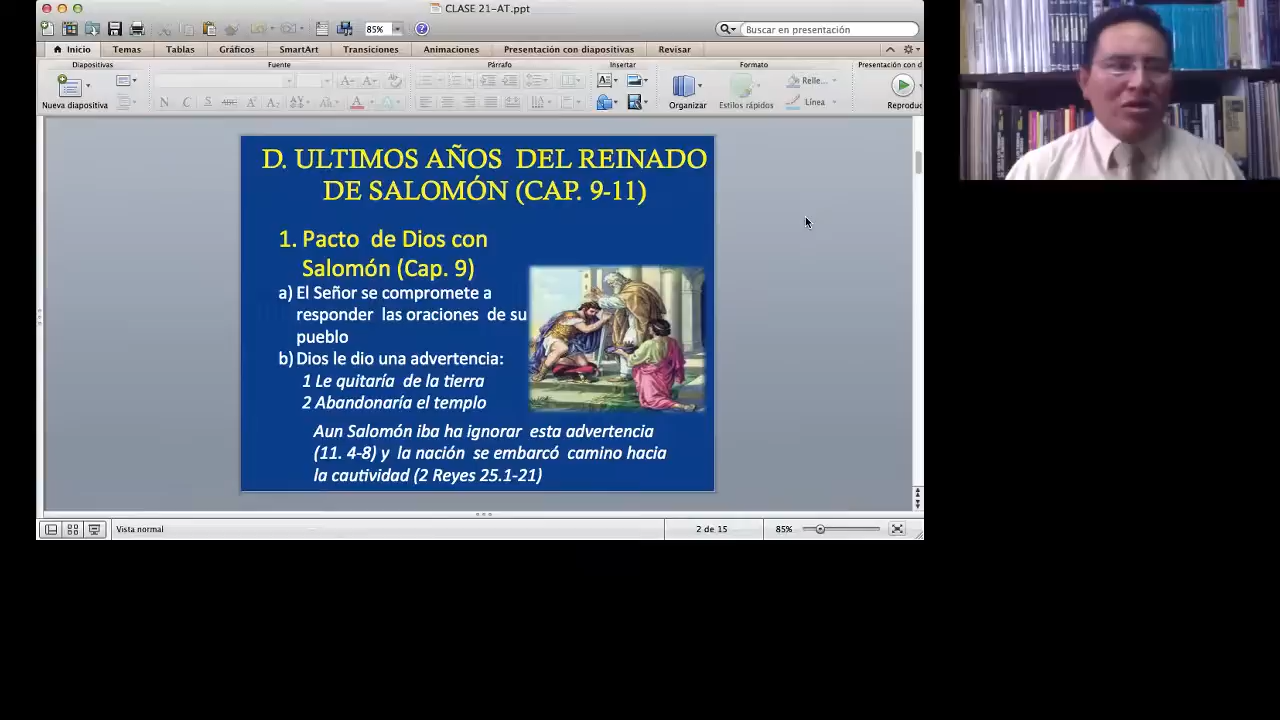 CLASE 21-AT.ppt
85%
Buscar en presentación
Inicio Temas Tablas Gráficos SmartArt Transiciones Animaciones Presentación con diapositivas Revisar
Diapositivas Fuente Párrafo Insertar Formato Presentación con d
Nueva diapositiva
N C S ABC A A
Organizar Estilos rápidos Relle... Línea Reproduc
D. ULTIMOS AÑOS DEL REINADO
DE SALOMÓN (CAP. 9-11)
1. Pacto de Dios con
Salomón (Cap. 9)
a) El Señor se compromete a
responder las oraciones de su
pueblo
b) Dios le dio una advertencia:
1 Le quitaría de la tierra
2 Abandonaría el templo
Aun Salomón iba ha ignorar esta advertencia
(11. 4-8) y la nación se embarcó camino hacia
la cautividad (2 Reyes 25.1-21)
Vista normal 2 de 15 85%